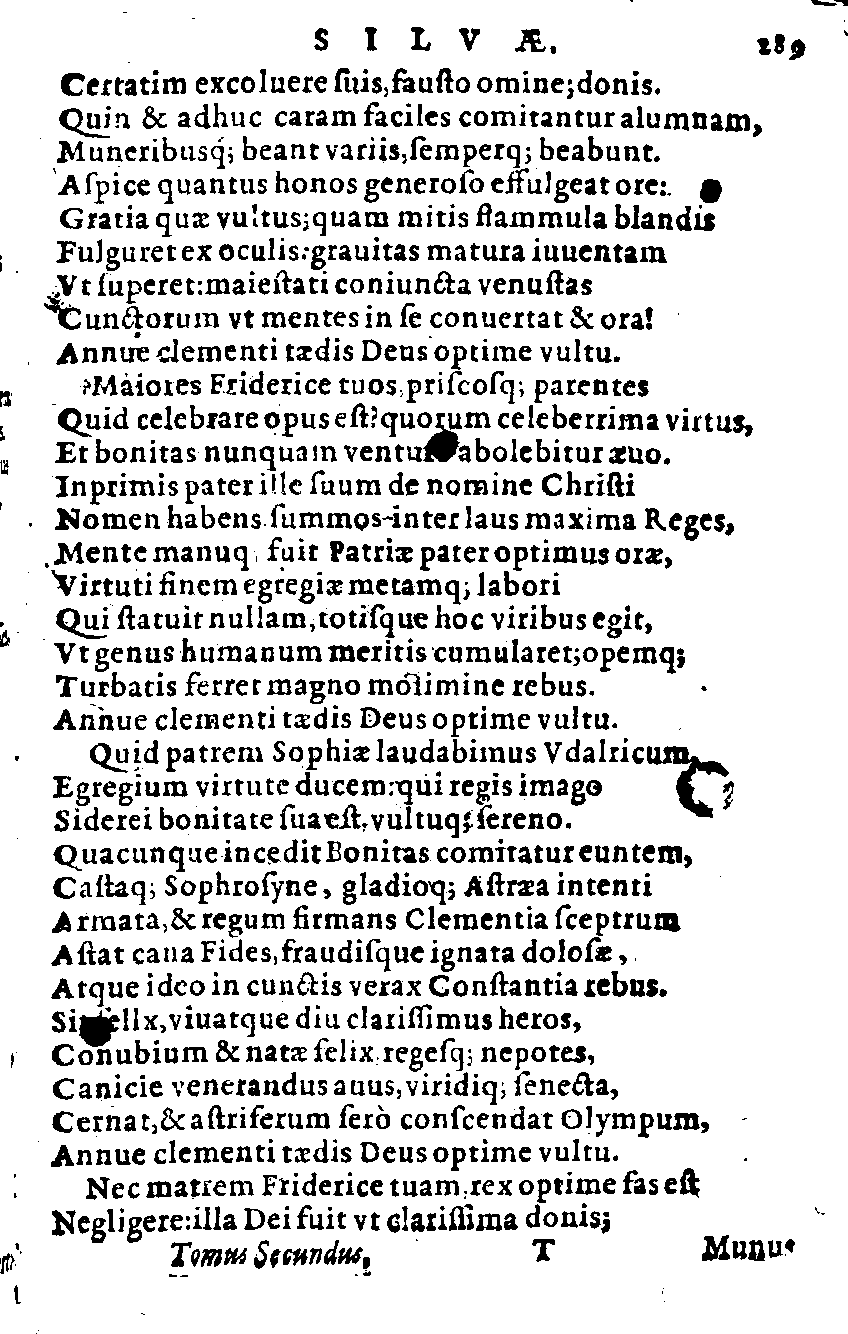 SILVÆ. 289
Certatim excoluere ſuis,fauſto omine;donis.
Quin & adhuc caram faciles comitantur alumnam,
Muneribusq́; beant variis,ſemperq; beabunt.
Aſpice quantus honos generoſo effulgeat ore:
Gratia quæ vultus;quam mitis flammula blandis
Fulguret ex oculis:grauitas matura iuuentam
Vt ſuperet:maieſtati coniuncta venuſtas
Cunctorum vt mentes in ſe conuertat & ora!
Annue clementi tædis Deus optime vultu.
Maiores Friderice tuos,priſcoſq; parentes
Quid celebrare opus eſt?quorum celeberrima virtus,
Et bonitas nunquam abolebitur æuo.
Inprimis pater ille ſuum de nomine Chriſti
Nomen habens ſummos inter laus maxima Reges,
Mente manuq, fuit Patriæ pater optimus oræ,
Virtuti finem egregiæ metamq; labori
Qui ſtatuit nullam,totiſque hoc viribus egit,
Vt genus humanum meritis cumularet;opemq;
Turbatis ferret magno molimine rebus.
Annue clementi tædis Deus optime vultu.
Quid patrem Sophiæ laudabimus Vdalricum,
Egregium virtute ducem:qui regis imago
Siderei bonitate ſua eſt,vultuq; ſereno.
Quacunque incedit Bonitas comitatur euntem,
Caſtaq; Sophroſyne, gladioq; Aſtræa intenti
Armata,& regum firmans Clementia ſceptrum
Aſtat cana Fides,fraudiſque ignata doloſæ,
Atque ideo in cunctis verax Conſtantia rebus.
viuatque diu clariſſimus heros,
Conubium & natæ felix,regeſq; nepotes,
Canicie venerandus auus,viridiq; ſenecta,
Cernat,& aſtriferum ſerò conſcendat Olympum,
Annue clementi tædis Deus optime vultu.
Nec matrem Friderice tuam,rex optime fas eſt
Negligere:illa Dei fuit vt clariſſima donis;
Tomus Secundus, T Munus